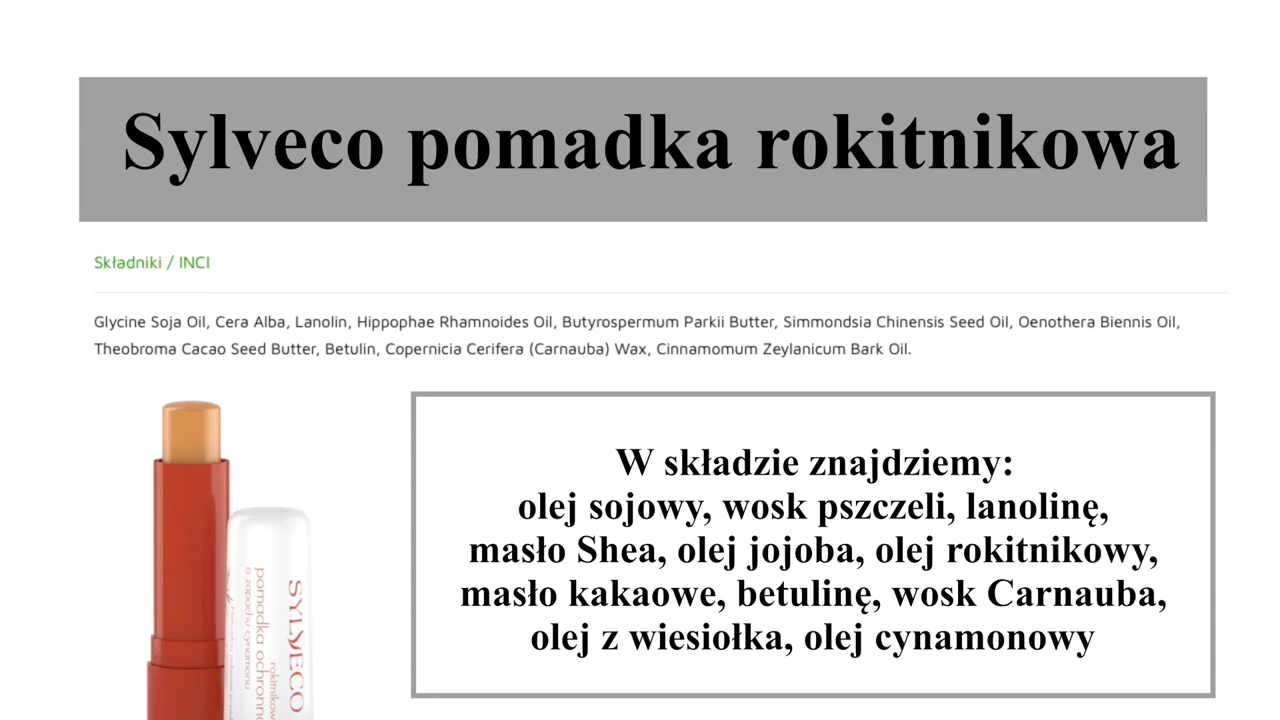 Sylveco pomadka rokitnikowa
Składniki / INCI
Glycine Soja Oil, Cera Alba, Lanolin, Hippophae Rhamnoides Oil, Butyrospermum Parkii Butter, Simmondsia Chinensis Seed Oil, Oenothera Biennis Oil,
Theobroma Cacao Seed Butter, Betulin, Copernicia Cerifera (Carnauba) Wax, Cinnamomum Zeylanicum Bark Oil.
W składzie znajdziemy:
olej sojowy, wosk pszczeli, lanolinę,
masło Shea, olej jojoba, olej rokitnikowy,
masło kakaowe, betulinę, wosk Carnauba,
olej z wiesiołka, olej cynamonowy
SYLVECO
pomadka
o zapachu cynamonu